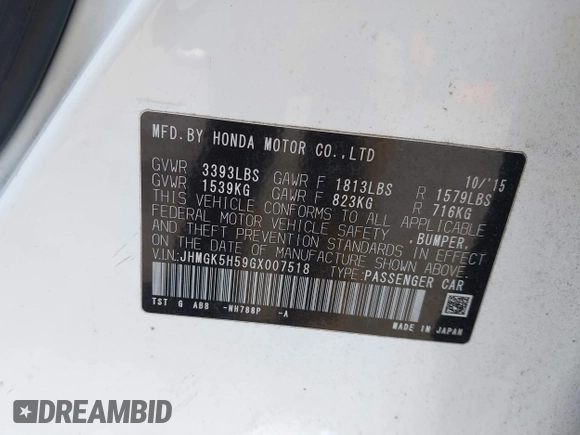 MFD.BY HONDA MOTOR CO.,LTD
10/'15
GVWR 3393LBS GAWR F 1813LBS R 1579LBS
GVWR 1539KG GAWR F 823KG R 716KG
THIS VEHICLE CONFORMS TO ALL APPLICABLE
FEDERAL MOTOR VEHICLE SAFETY ,BUMPER,
AND THEFT PREVENTION STANDARDS IN EFFECT
ON THE DATE OF MANUFACTURE SHOWN ABOVE.
V.I.N:JHMGK5H59GX007518 TYPE:PASSENGER CAR
TST G AB8 -NH788P -A
MADE IN JAPAN
DREAMBID